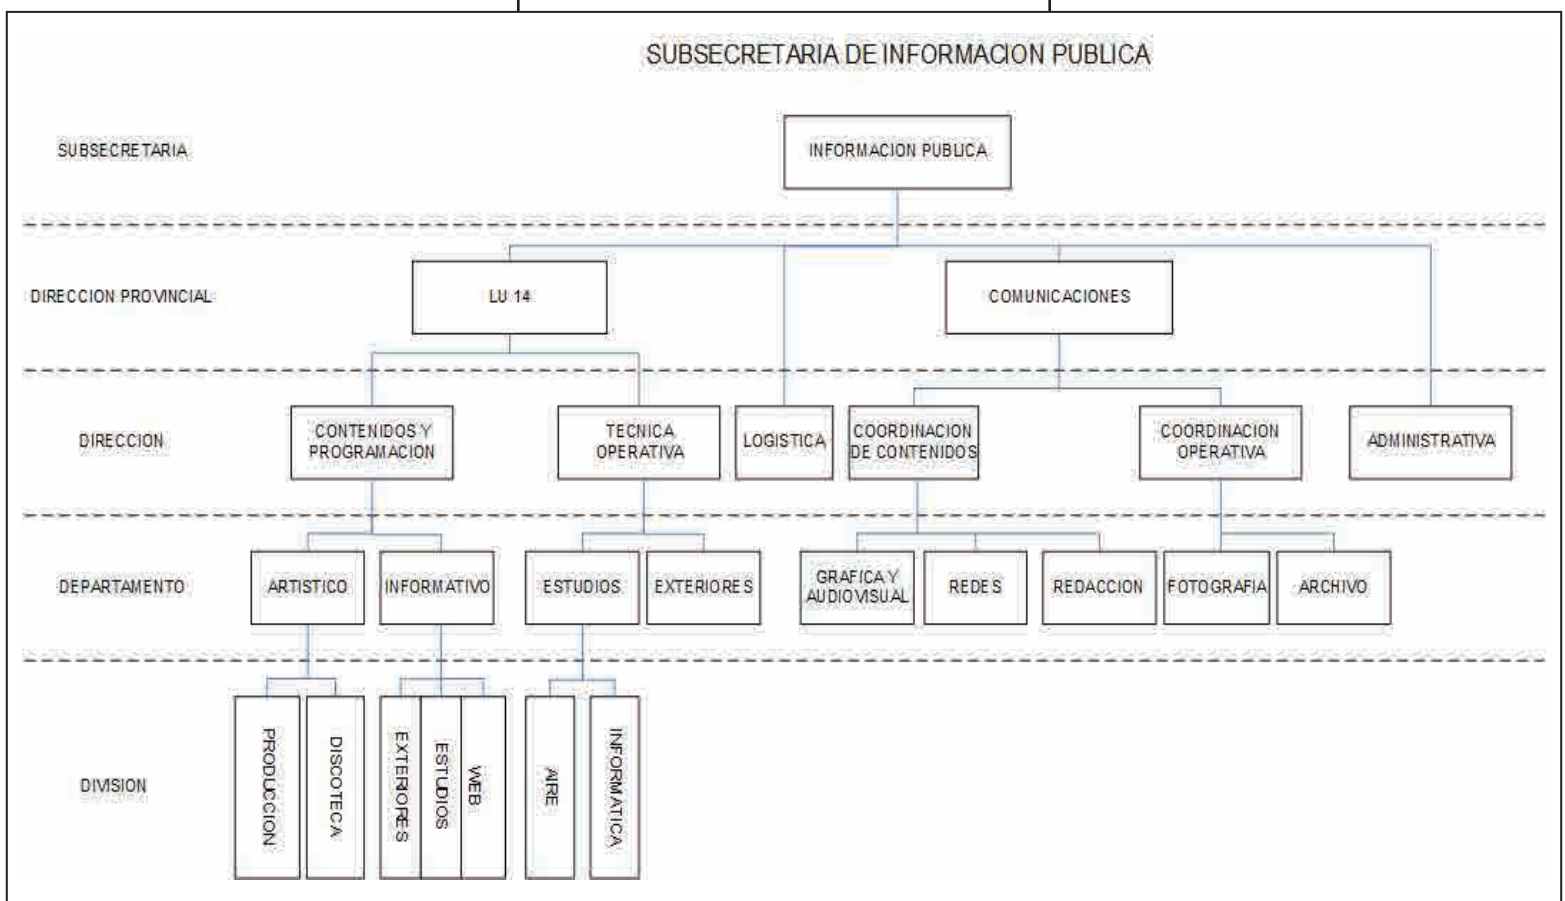 SUBSECRETARIA DE INFORMACION PUBLICA
SUBSECRETARIA
INFORMACION PUBLICA
DIRECCION PROVINCIAL
LU 14
COMUNICACIONES
DIRECCION
CONTENIDOS Y
PROGRAMACION
TECNICA
OPERATIVA
LOGISTICA
COORDINACION
DE CONTENIDOS
COORDINACION
OPERATIVA
ADMINISTRATIVA
DEPARTAMENTO
ARTISTICO
INFORMATIVO
ESTUDIOS
EXTERIORES
GRAFICA Y
AUDIOVISUAL
REDES
REDACCION
FOTOGRAFIA
ARCHIVO
DIVISION
PRODUCCION
DISCOTECA
EXTERIORES
ESTUDIOS
WEB
AIRE
INFORMATICA